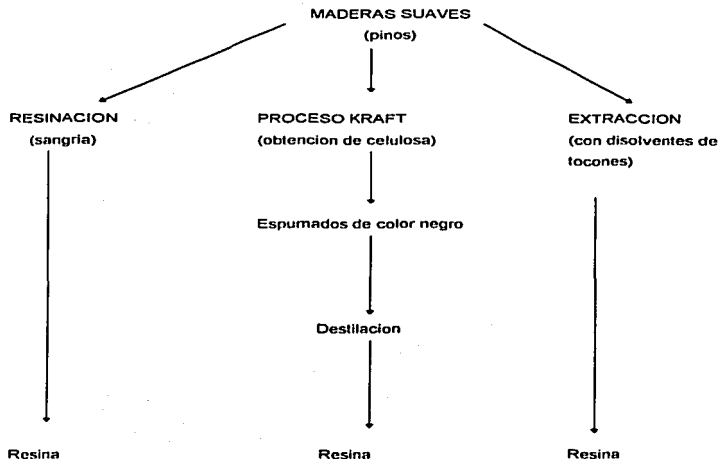 MADERAS SUAVES
(pinos)
RESINACION
(sangria)
PROCESO KRAFT
(obtencion de celulosa)
EXTRACCION
(con disolventes de
tocones)
Espumados de color negro
Destilacion
Resina
Resina
Resina